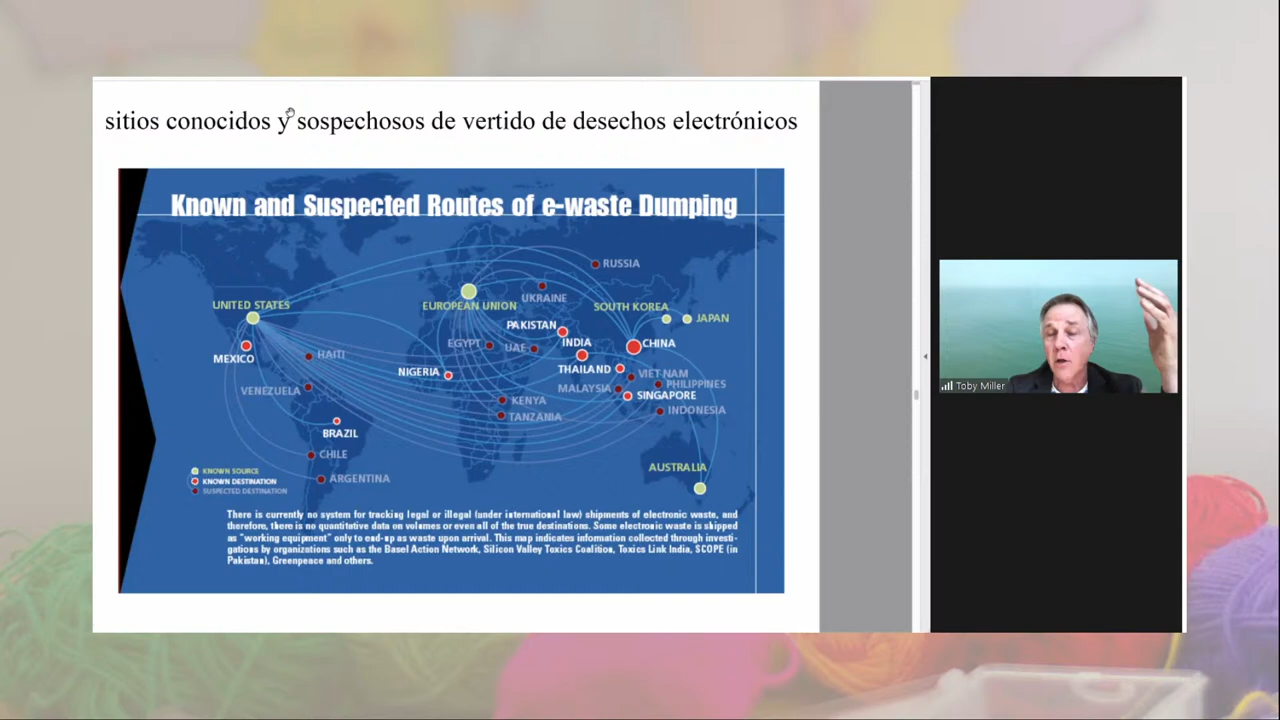 sitios conocidos y sospechosos de vertido de desechos electrónicos
Known and Suspected Routes of e-waste Dumping
RUSSIA
UNITED STATES
EUROPEAN UNION
UKRAINE
SOUTH KOREA
JAPAN
PAKISTAN
INDIA
CHINA
MEXICO
HAITI
EGYPT
UAE
NIGERIA
THAILAND
VIET NAM
VENEZUELA
MALAYSIA
PHILIPPINES
SINGAPORE
KENYA
TANZANIA
INDONESIA
BRAZIL
CHILE
ARGENTINA
AUSTRALIA
KNOWN SOURCE
KNOWN DESTINATION
SUSPECTED DESTINATION
There is currently no system for tracking legal or illegal (under international law) shipments of electronic waste, and
therefore, there is no quantitative data on volumes or even all of the true destinations. Some electronic waste is shipped
as “working equipment” only to end-up as waste upon arrival. This map indicates information collected through investi-
gations by organizations such as the Basel Action Network, Silicon Valley Toxics Coalition, Toxics Link India, SCOPE (in
Pakistan), Greenpeace and others.
Toby Miller